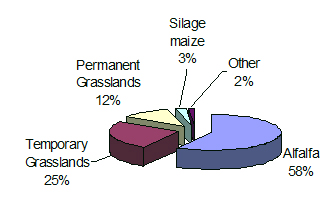 Silage
maize
3%
Other
2%
Permanent
Grasslands
12%
Temporary
Grasslands
25%
Alfalfa
58%